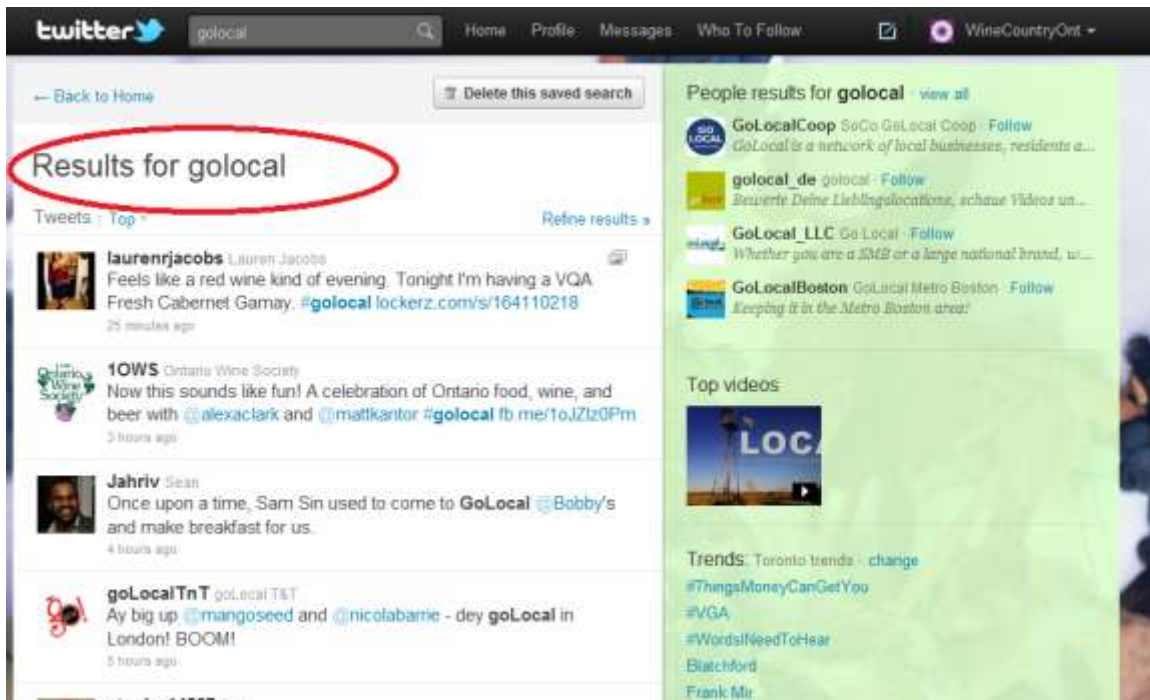 twitter
golocal
Home Profile Messages Who To Follow WineCountryOnt
← Back to Home
Delete this saved search
Results for golocal
Tweets · Top
Refine results »
laurenrjacobs Lauren Jacobs
Feels like a red wine kind of evening. Tonight I'm having a VQA
Fresh Cabernet Gamay. #golocal lockerz.com/s/164110218
25 minutes ago
Ontario
Wine
Society
1OWS Ontario Wine Society
Now this sounds like fun! A celebration of Ontario food, wine, and
beer with @alexaclark and @mattkantor #golocal
3 hours ago
Jahriv Sean
Once upon a time, Sam Sin used to come to GoLocal @Bobby's
and make breakfast for us.
4 hours ago
go!
goLocalTnT goLocal T&T
Ay big up @mangoseed and @nicolabarrie - dey goLocal in
London! BOOM!
5 hours ago
People results for golocal · view all
GO
LOCAL
GoLocalCoop SoCo GoLocal Coop · Follow
GoLocal is a network of local businesses, residents a...
golocal_de golocal · Follow
Bewerte Deine Lieblingslocations, schaue Videos un...
GoLocal_LLC Go Local · Follow
Whether you are a SMB or a large national brand, w...
GoLocalBoston GoLocal Metro Boston · Follow
Keeping it in the Metro Boston area!
Top videos
LOCA
Trends: Toronto trends · change
#ThingsMoneyCanGetYou
#VGA
#WordsINeedToHear
Blatchford
Frank Mir